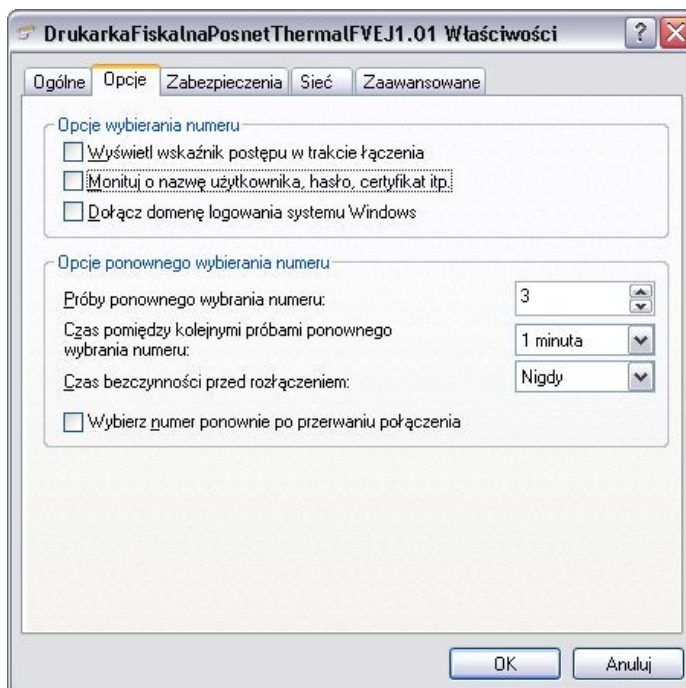 DrukarkaFiskalnaPosnetThermalFVEJ1.01 Właściwości
Ogólne Opcje Zabezpieczenia Sieć Zaawansowane
Opcje wybierania numeru
Wyświetl wskaźnik postępu w trakcie łączenia
Monituj o nazwę użytkownika, hasło, certyfikat itp.
Dołącz domenę logowania systemu Windows
Opcje ponownego wybierania numeru
Próby ponownego wybrania numeru: 3
Czas pomiędzy kolejnymi próbami ponownego
wybrania numeru: 1 minuta
Czas bezczynności przed rozłączeniem: Nigdy
Wybierz numer ponownie po przerwaniu połączenia
OK Anuluj